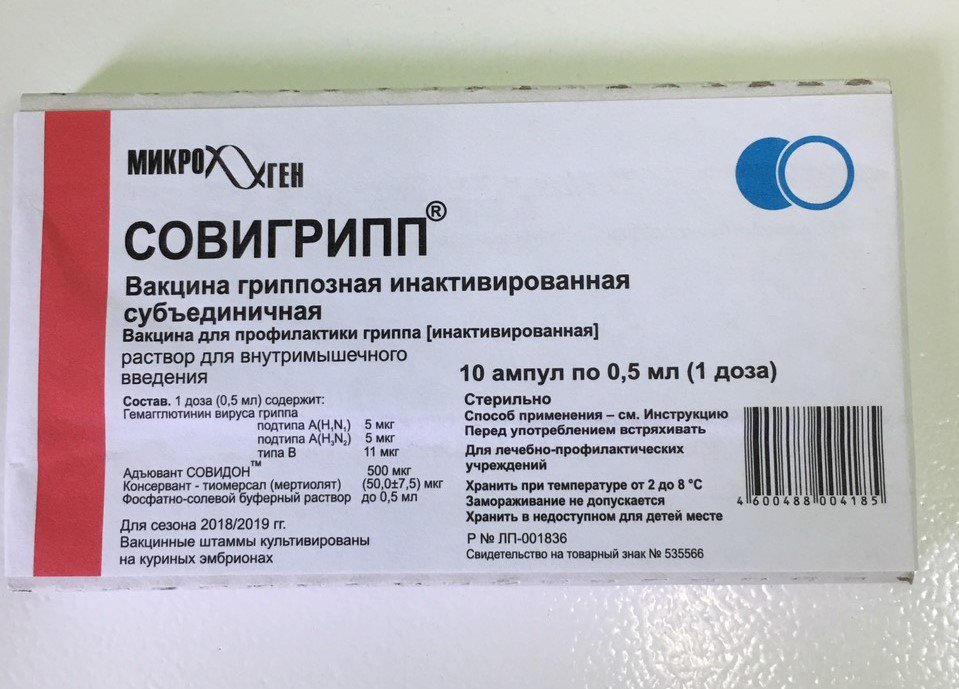 МИКРОГЕН
СОВИГРИПП®
Вакцина гриппозная инактивированная
субъединичная
Вакцина для профилактики гриппа [инактивированная]
раствор для внутримышечного
введения
Состав. 1 доза (0,5 мл) содержит:
Гемагглютинин вируса гриппа
подтипа А(H₁N₁) 5 мкг
подтипа А(H₃N₂) 5 мкг
типа В 11 мкг
Адъювант СОВИДОН™ 500 мкг
Консервант - тиомерсал (мертиолят) (50,0±7,5) мкг
Фосфатно-солевой буферный раствор до 0,5 мл
Для сезона 2018/2019 гг.
Вакцинные штаммы культивированы
на куриных эмбрионах
10 ампул по 0,5 мл (1 доза)
Стерильно
Способ применения – см. Инструкцию
Перед употреблением встряхивать
Для лечебно-профилактических
учреждений
Хранить при температуре от 2 до 8 °С
Замораживание не допускается
Хранить в недоступном для детей месте
Р № ЛП-001836
Свидетельство на товарный знак № 535566
4 600488 004185